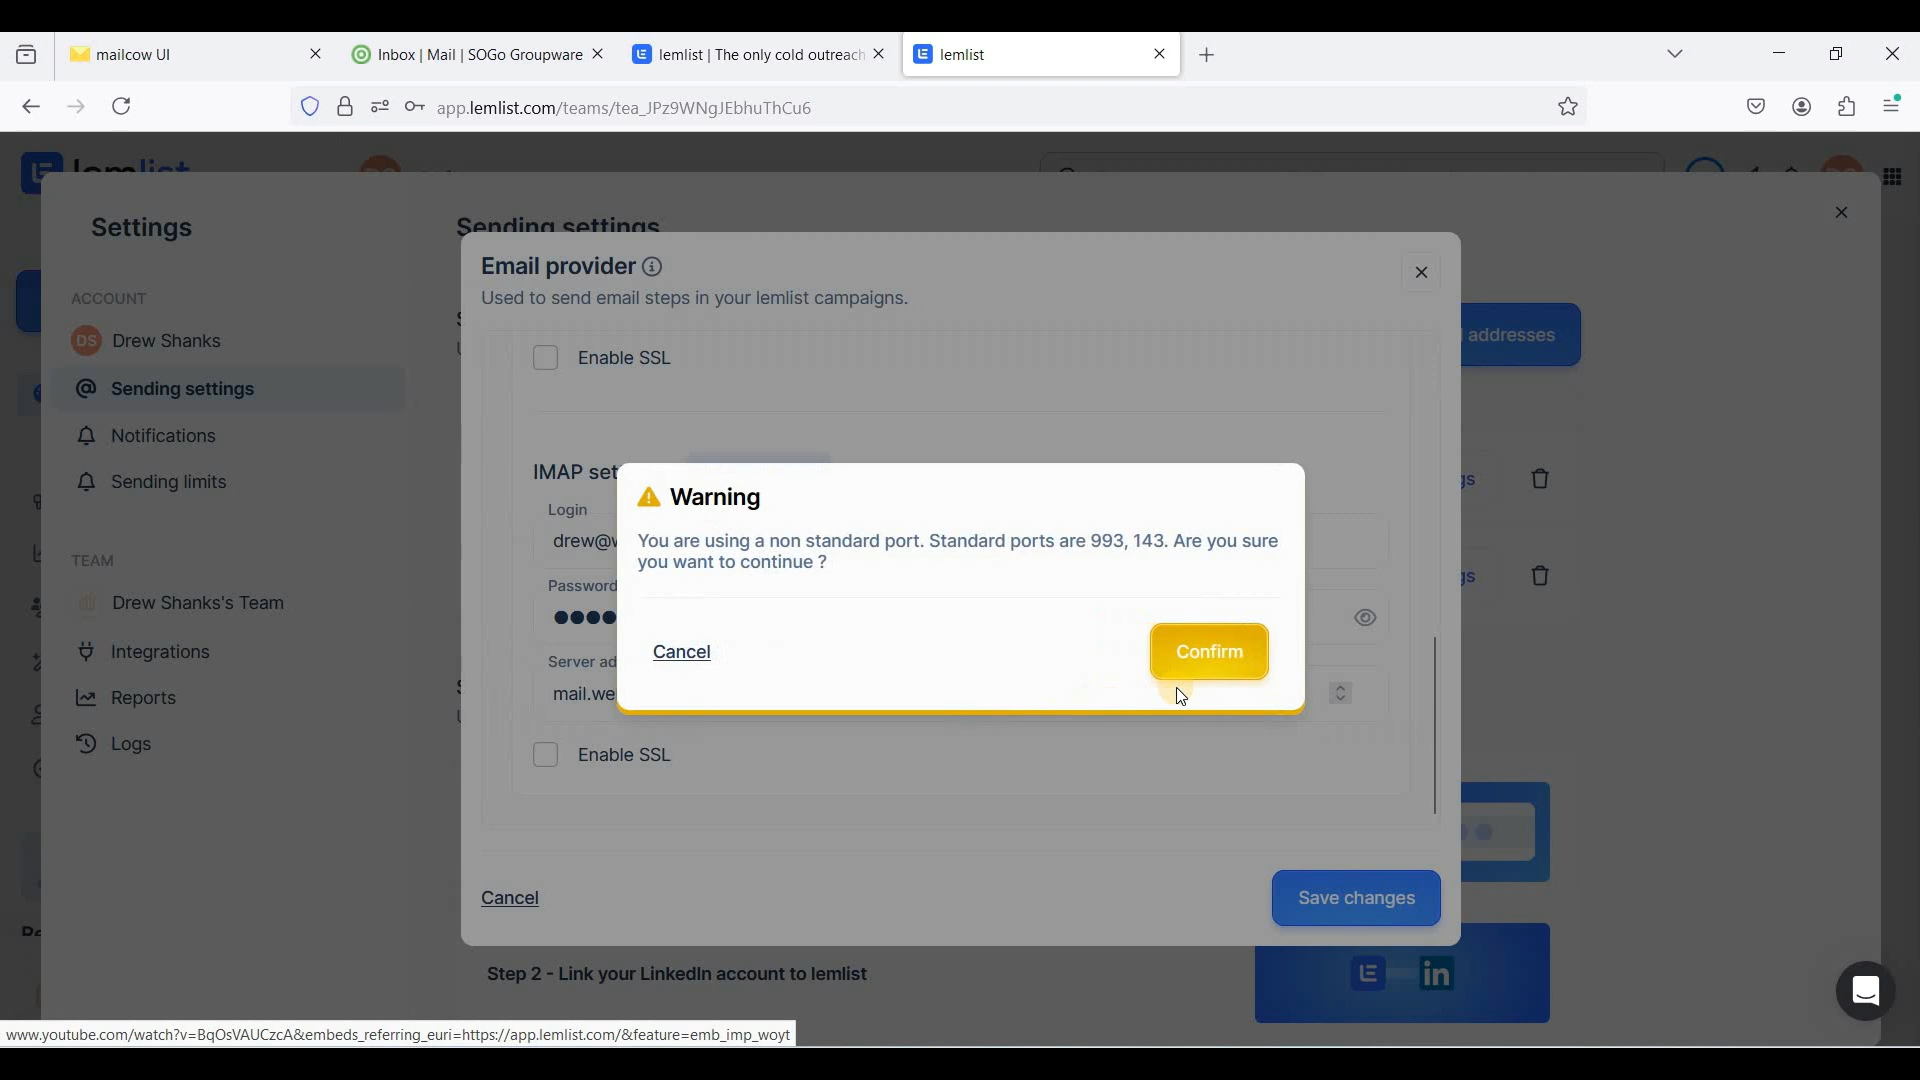 mailcow UI
Inbox | Mail | SOGo Groupware
lemlist | The only cold outreach
lemlist
app.lemlist.com/teams/tea_JPz9WNgJEbhuThCu6
lemlist
Settings
ACCOUNT
DS Drew Shanks
Sending settings
Notifications
Sending limits
TEAM
Drew Shanks's Team
Integrations
Reports
Logs
Sending settings
Email provider
Used to send email steps in your lemlist campaigns.
addresses
Enable SSL
IMAP set
Login
drew@w
Password
Server ad
mail.we
Warning
You are using a non standard port. Standard ports are 993, 143. Are you sure
you want to continue ?
Cancel
Confirm
gs
gs
Enable SSL
Cancel
Save changes
Step 2 - Link your LinkedIn account to lemlist
in
www.youtube.com/watch?v=BqOsVAUCzcA&embeds_referring_euri=https://app.lemlist.com/&feature=emb_imp_woyt